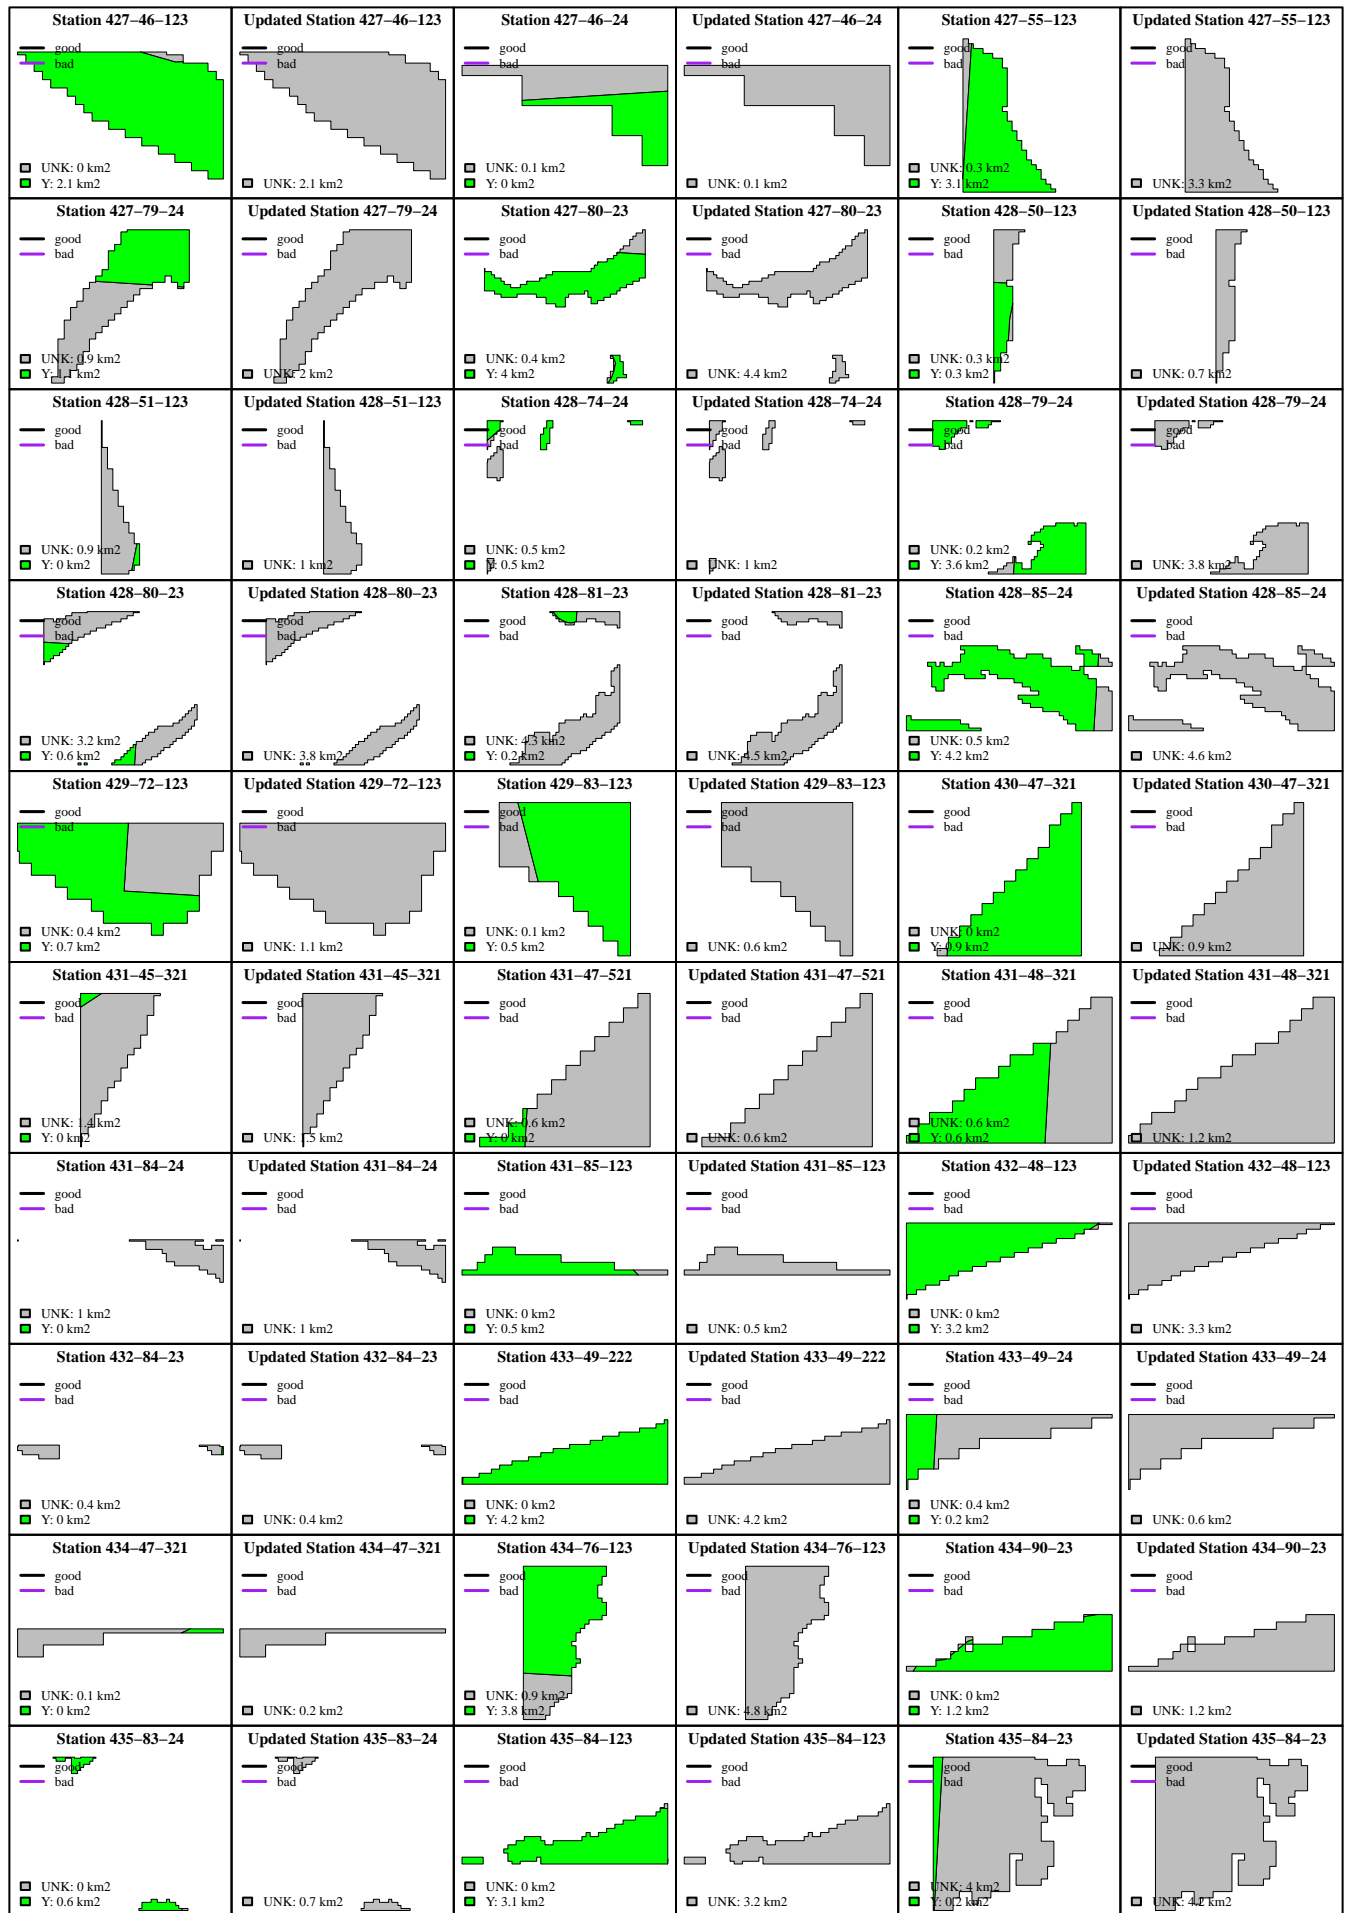 Station 427−46−123
good
bad
UNK: 0 km2
Y: 2.1 km2
Updated Station 427−46−123
good
bad
UNK: 2.1 km2
Station 427−46−24
good
bad
UNK: 0.1 km2
Y: 0 km2
Updated Station 427−46−24
good
bad
UNK: 0.1 km2
Station 427−55−123
good
bad
UNK: 0.3 km2
Y: 3.1 km2
Updated Station 427−55−123
good
bad
UNK: 3.3 km2
Station 427−79−24
good
bad
UNK: 0.9 km2
Y: km2
Updated Station 427−79−24
good
bad
UNK: 2 km2
Station 427−80−23
good
bad
UNK: 0.4 km2
Y: 4 km2
Updated Station 427−80−23
good
bad
UNK: 4.4 km2
Station 428−50−123
good
bad
UNK: 0.3 km2
Y: 0.3 km2
Updated Station 428−50−123
good
bad
UNK: 0.7 km2
Station 428−51−123
good
bad
UNK: 0.9 km2
Y: 0 km2
Updated Station 428−51−123
good
bad
UNK: 1 km2
Station 428−74−24
good
bad
UNK: 0.5 km2
Y: 0.5 km2
Updated Station 428−74−24
good
bad
UNK: 1 km2
Station 428−79−24
good
bad
UNK: 0.2 km2
Y: 3.6 km2
Updated Station 428−79−24
good
bad
UNK: 3.8 km2
Station 428−80−23
good
bad
UNK: 3.2 km2
Y: 0.6 km2
Updated Station 428−80−23
good
bad
UNK: 3.8 km2
Station 428−81−23
good
bad
UNK: 4.3 km2
Y: 0.2 km2
Updated Station 428−81−23
good
bad
UNK: 4.5 km2
Station 428−85−24
good
bad
UNK: 0.5 km2
Y: 4.2 km2
Updated Station 428−85−24
good
bad
UNK: 4.6 km2
Station 429−72−123
good
bad
UNK: 0.4 km2
Y: 0.7 km2
Updated Station 429−72−123
good
bad
UNK: 1.1 km2
Station 429−83−123
good
bad
UNK: 0.1 km2
Y: 0.5 km2
Updated Station 429−83−123
good
bad
UNK: 0.6 km2
Station 430−47−321
good
bad
UNK: 0 km2
Y: 0.9 km2
Updated Station 430−47−321
good
bad
UNK: 0.9 km2
Station 431−45−321
good
bad
UNK: 1.4 km2
Y: 0 km2
Updated Station 431−45−321
good
bad
UNK: 1.5 km2
Station 431−47−521
good
bad
UNK: 0.6 km2
Y: 0 km2
Updated Station 431−47−521
good
bad
UNK: 0.6 km2
Station 431−48−321
good
bad
UNK: 0.6 km2
Y: 0.6 km2
Updated Station 431−48−321
good
bad
UNK: 1.2 km2
Station 431−84−24
good
bad
UNK: 1 km2
Y: 0 km2
Updated Station 431−84−24
good
bad
UNK: 1 km2
Station 431−85−123
good
bad
UNK: 0 km2
Y: 0.5 km2
Updated Station 431−85−123
good
bad
UNK: 0.5 km2
Station 432−48−123
good
bad
UNK: 0 km2
Y: 3.2 km2
Updated Station 432−48−123
good
bad
UNK: 3.3 km2
Station 432−84−23
good
bad
UNK: 0.4 km2
Y: 0 km2
Updated Station 432−84−23
good
bad
UNK: 0.4 km2
Station 433−49−222
good
bad
UNK: 0 km2
Y: 4.2 km2
Updated Station 433−49−222
good
bad
UNK: 4.2 km2
Station 433−49−24
good
bad
UNK: 0.4 km2
Y: 0.2 km2
Updated Station 433−49−24
good
bad
UNK: 0.6 km2
Station 434−47−321
good
bad
UNK: 0.1 km2
Y: 0 km2
Updated Station 434−47−321
good
bad
UNK: 0.2 km2
Station 434−76−123
good
bad
UNK: 0.9 km2
Y: 3.8 km2
Updated Station 434−76−123
good
bad
UNK: 4.8 km2
Station 434−90−23
good
bad
UNK: 0 km2
Y: 1.2 km2
Updated Station 434−90−23
good
bad
UNK: 1.2 km2
Station 435−83−24
good
bad
UNK: 0 km2
Y: 0.6 km2
Updated Station 435−83−24
good
bad
UNK: 0.7 km2
Station 435−84−123
good
bad
UNK: 0 km2
Y: 3.1 km2
Updated Station 435−84−123
good
bad
UNK: 3.2 km2
Station 435−84−23
good
bad
UNK: 4 km2
Y: 0.2 km2
Updated Station 435−84−23
good
bad
UNK: 4.2 km2